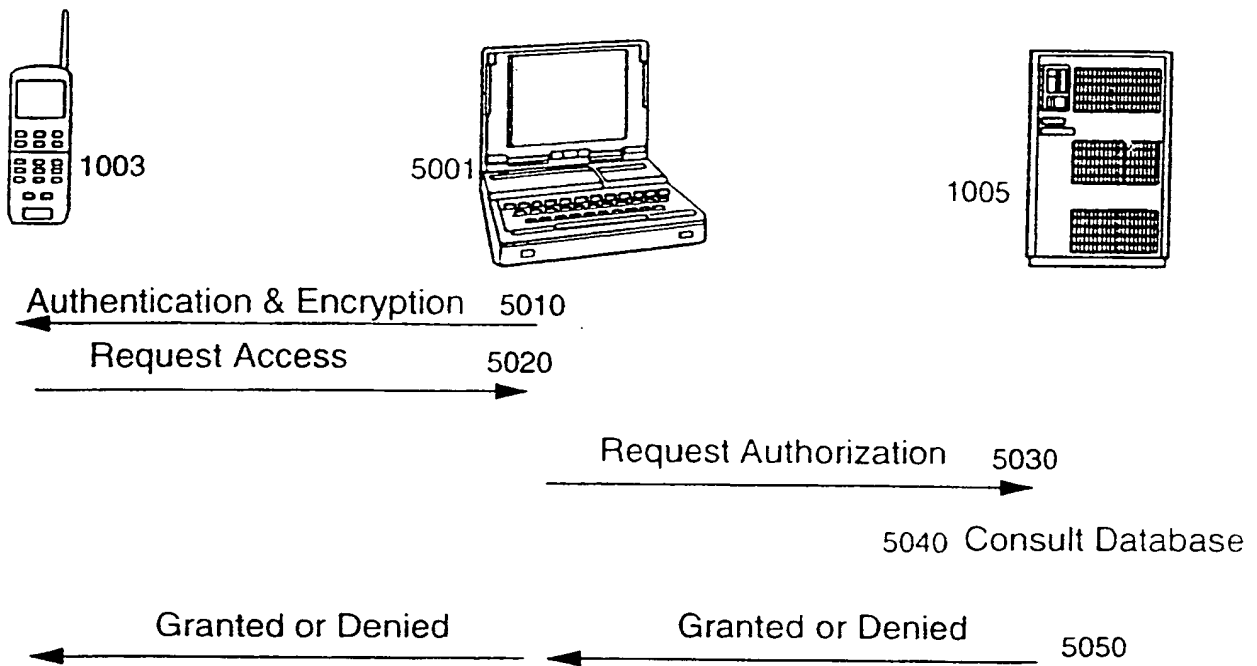 1003
5001
1005
Authentication & Encryption 5010
Request Access 5020
Request Authorization 5030
5040 Consult Database
Granted or Denied Granted or Denied 5050